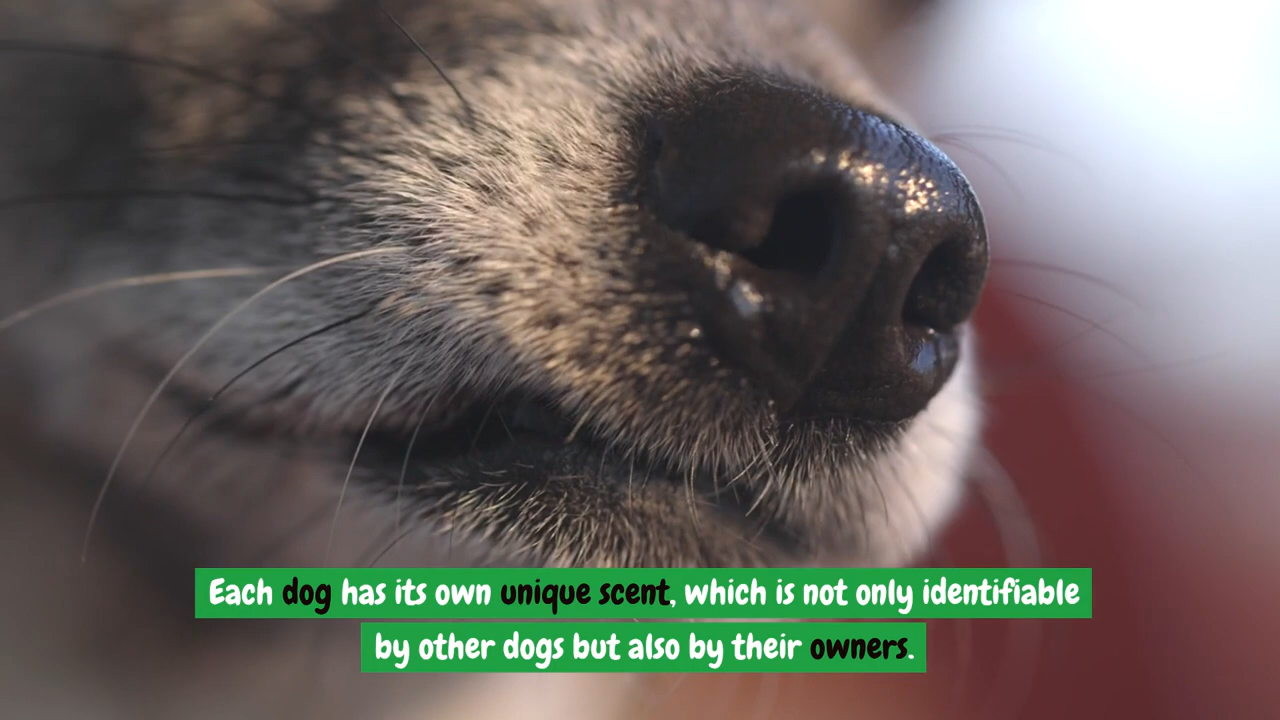 Each dog has its own unique scent, which is not only identifiable
by other dogs but also by their owners.